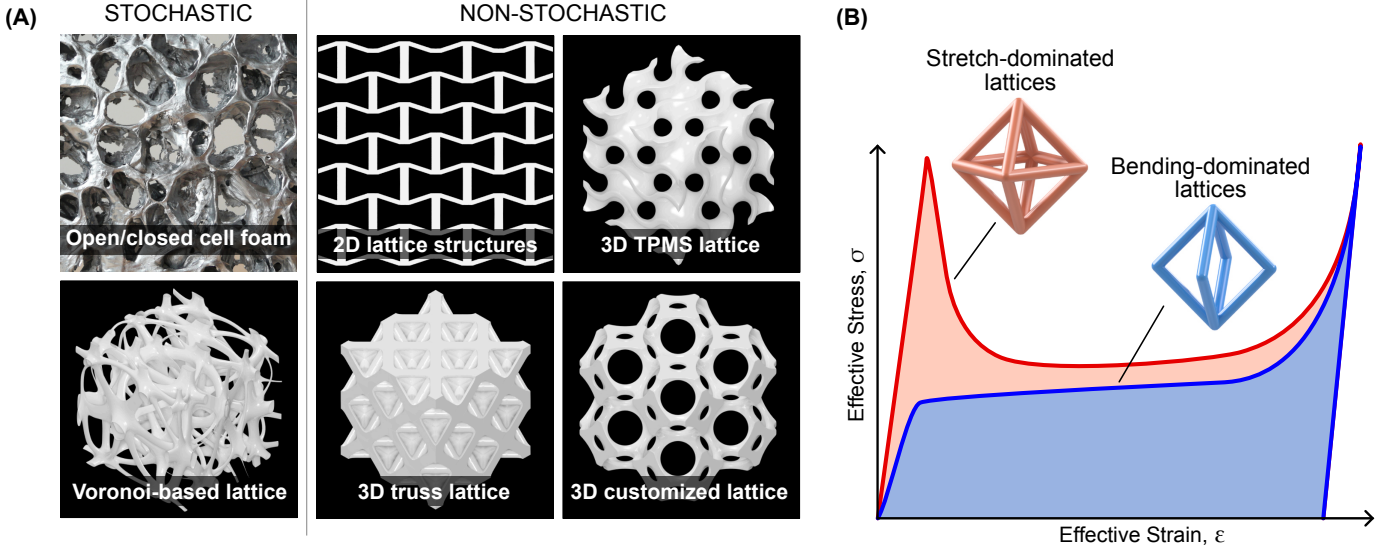 (A)
STOCHASTIC
NON-STOCHASTIC
Open/closed cell foam
2D lattice structures
3D TPMS lattice
Voronoi-based lattice
3D truss lattice
3D customized lattice
(B)
Stretch-dominated
lattices
Bending-dominated
lattices
Effective Stress, σ
Effective Strain, ε